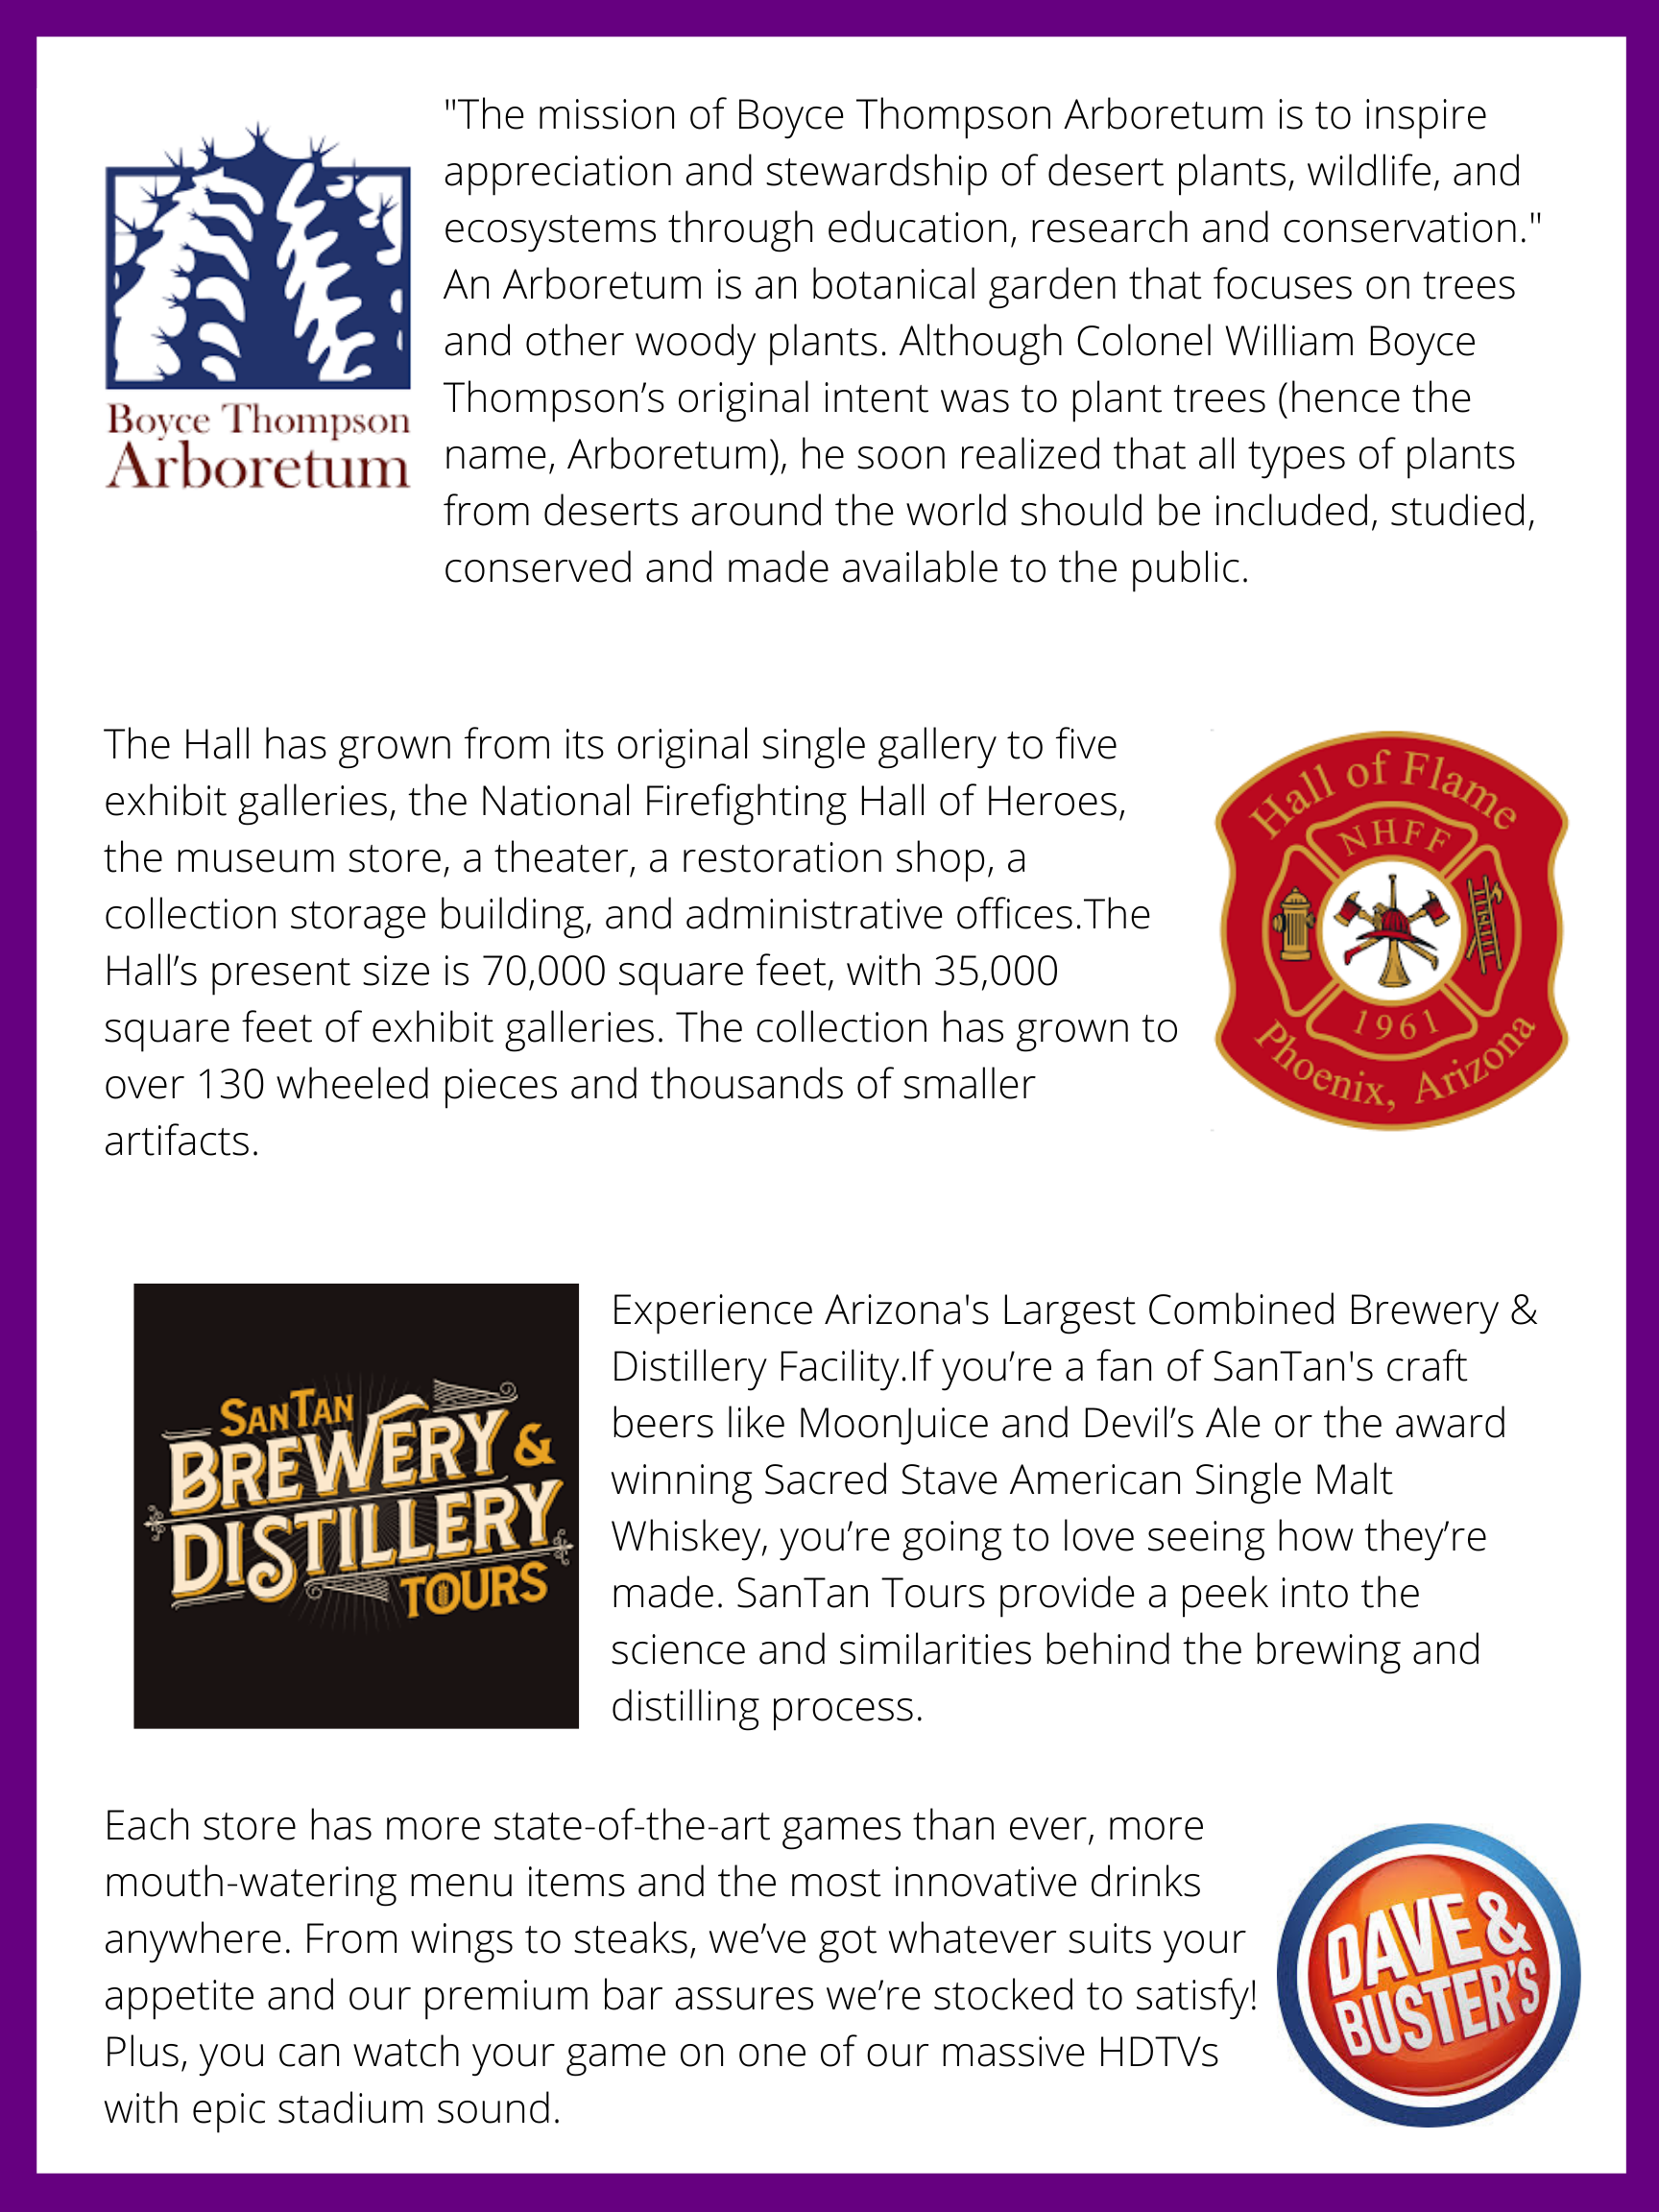 "The mission of Boyce Thompson Arboretum is to inspire
appreciation and stewardship of desert plants, wildlife, and
ecosystems through education, research and conservation."
An Arboretum is an botanical garden that focuses on trees
and other woody plants. Although Colonel William Boyce
Thompson’s original intent was to plant trees (hence the
name, Arboretum), he soon realized that all types of plants
from deserts around the world should be included, studied,
conserved and made available to the public.
Boyce Thompson
Arboretum
The Hall has grown from its original single gallery to five
exhibit galleries, the National Firefighting Hall of Heroes,
the museum store, a theater, a restoration shop, a
collection storage building, and administrative offices.The
Hall’s present size is 70,000 square feet, with 35,000
square feet of exhibit galleries. The collection has grown to
over 130 wheeled pieces and thousands of smaller
artifacts.
Hall of Flame
NHFF
1961
Phoenix, Arizona
SANTAN
BREWERY &
DISTILLERY
TOURS
Experience Arizona's Largest Combined Brewery &
Distillery Facility.If you’re a fan of SanTan's craft
beers like MoonJuice and Devil’s Ale or the award
winning Sacred Stave American Single Malt
Whiskey, you’re going to love seeing how they’re
made. SanTan Tours provide a peek into the
science and similarities behind the brewing and
distilling process.
Each store has more state-of-the-art games than ever, more
mouth-watering menu items and the most innovative drinks
anywhere. From wings to steaks, we’ve got whatever suits your
appetite and our premium bar assures we’re stocked to satisfy!
Plus, you can watch your game on one of our massive HDTVs
with epic stadium sound.
DAVE &
BUSTER'S